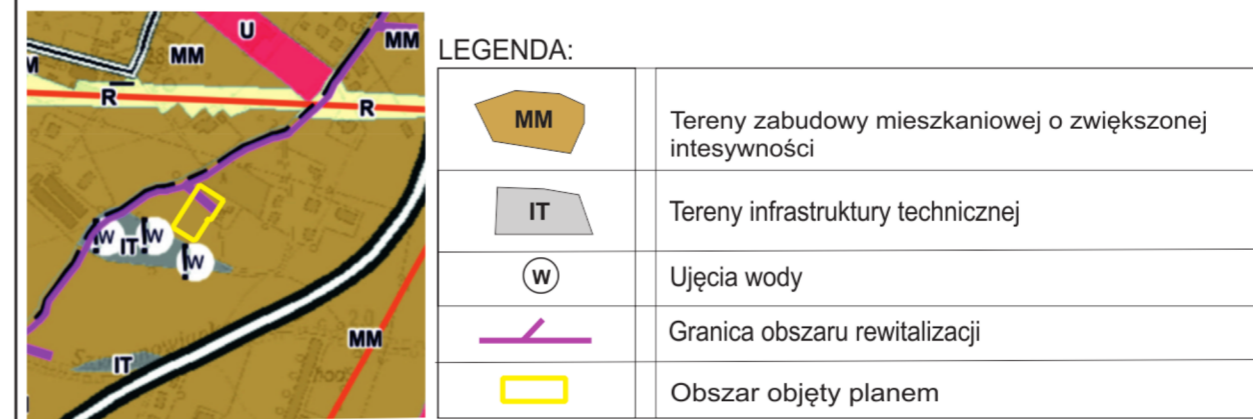 U
MM
MM
M
R
R
W
W
IT
W
MM
IT
LEGENDA:
MM
Tereny zabudowy mieszkaniowej o zwiększonej
intesywności
IT
Tereny infrastruktury technicznej
W
Ujęcia wody
Granica obszaru rewitalizacji
Obszar objęty planem